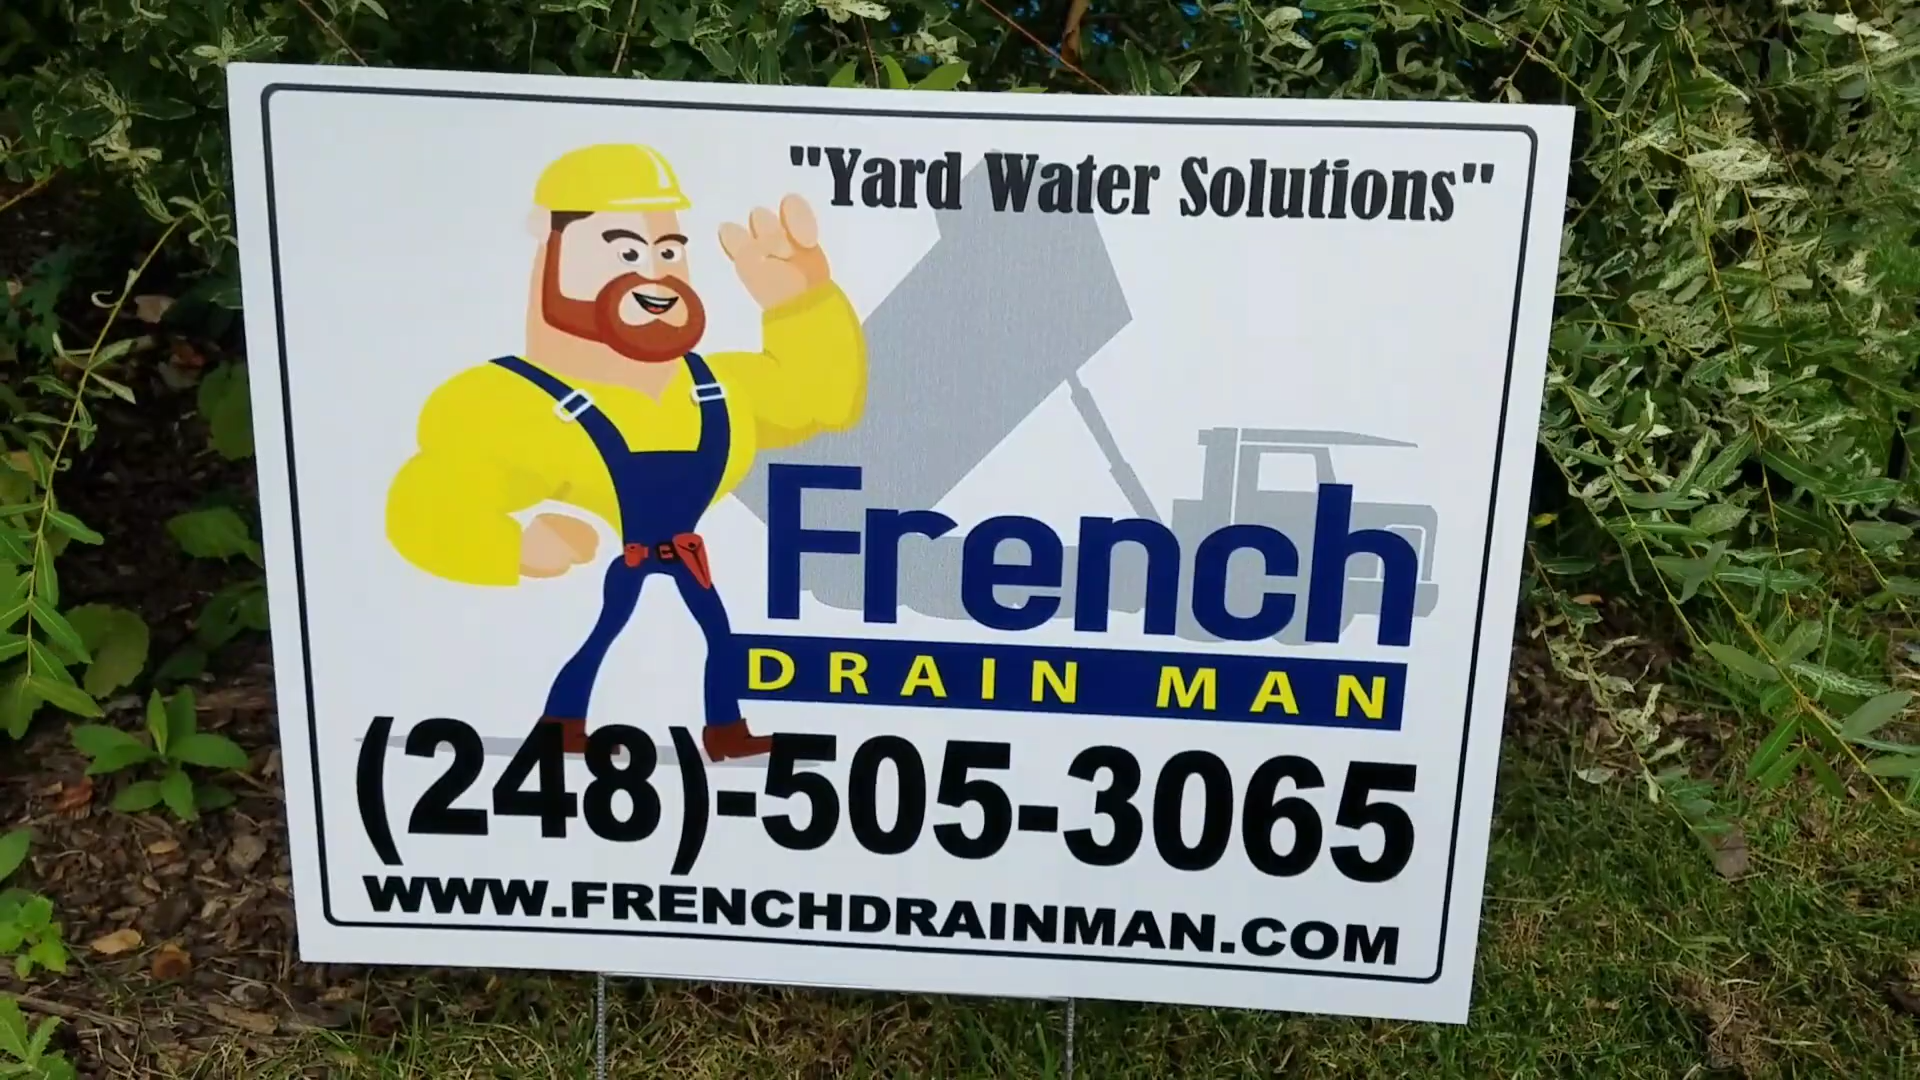 "Yard Water Solutions"
French
DRAIN MAN
(248)-505-3065
WWW.FRENCHDRAINMAN.COM